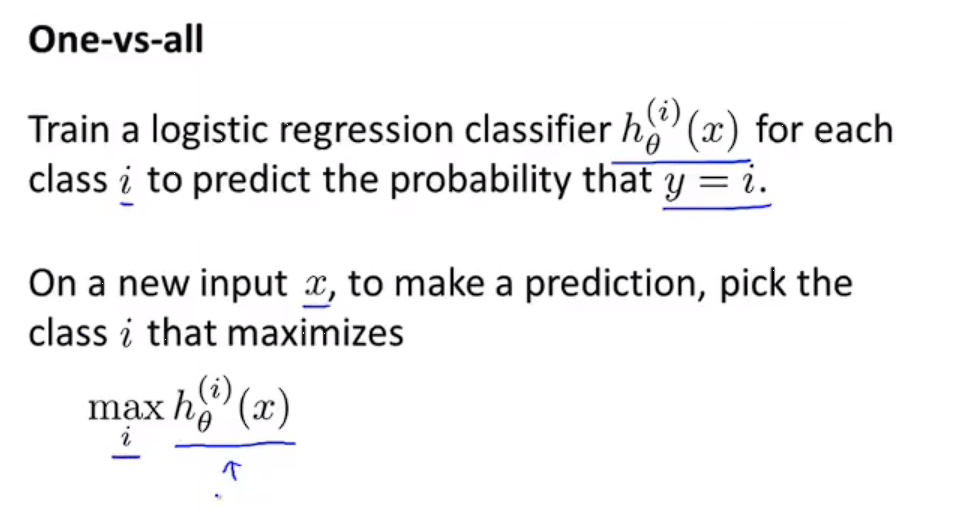 One-vs-all
Train a logistic regression classifier $h_\theta^{(i)}(x)$ for each
class $i$ to predict the probability that $y = i$.
On a new input $x$, to make a prediction, pick the
class $i$ that maximizes
$\max_i h_\theta^{(i)}(x)$